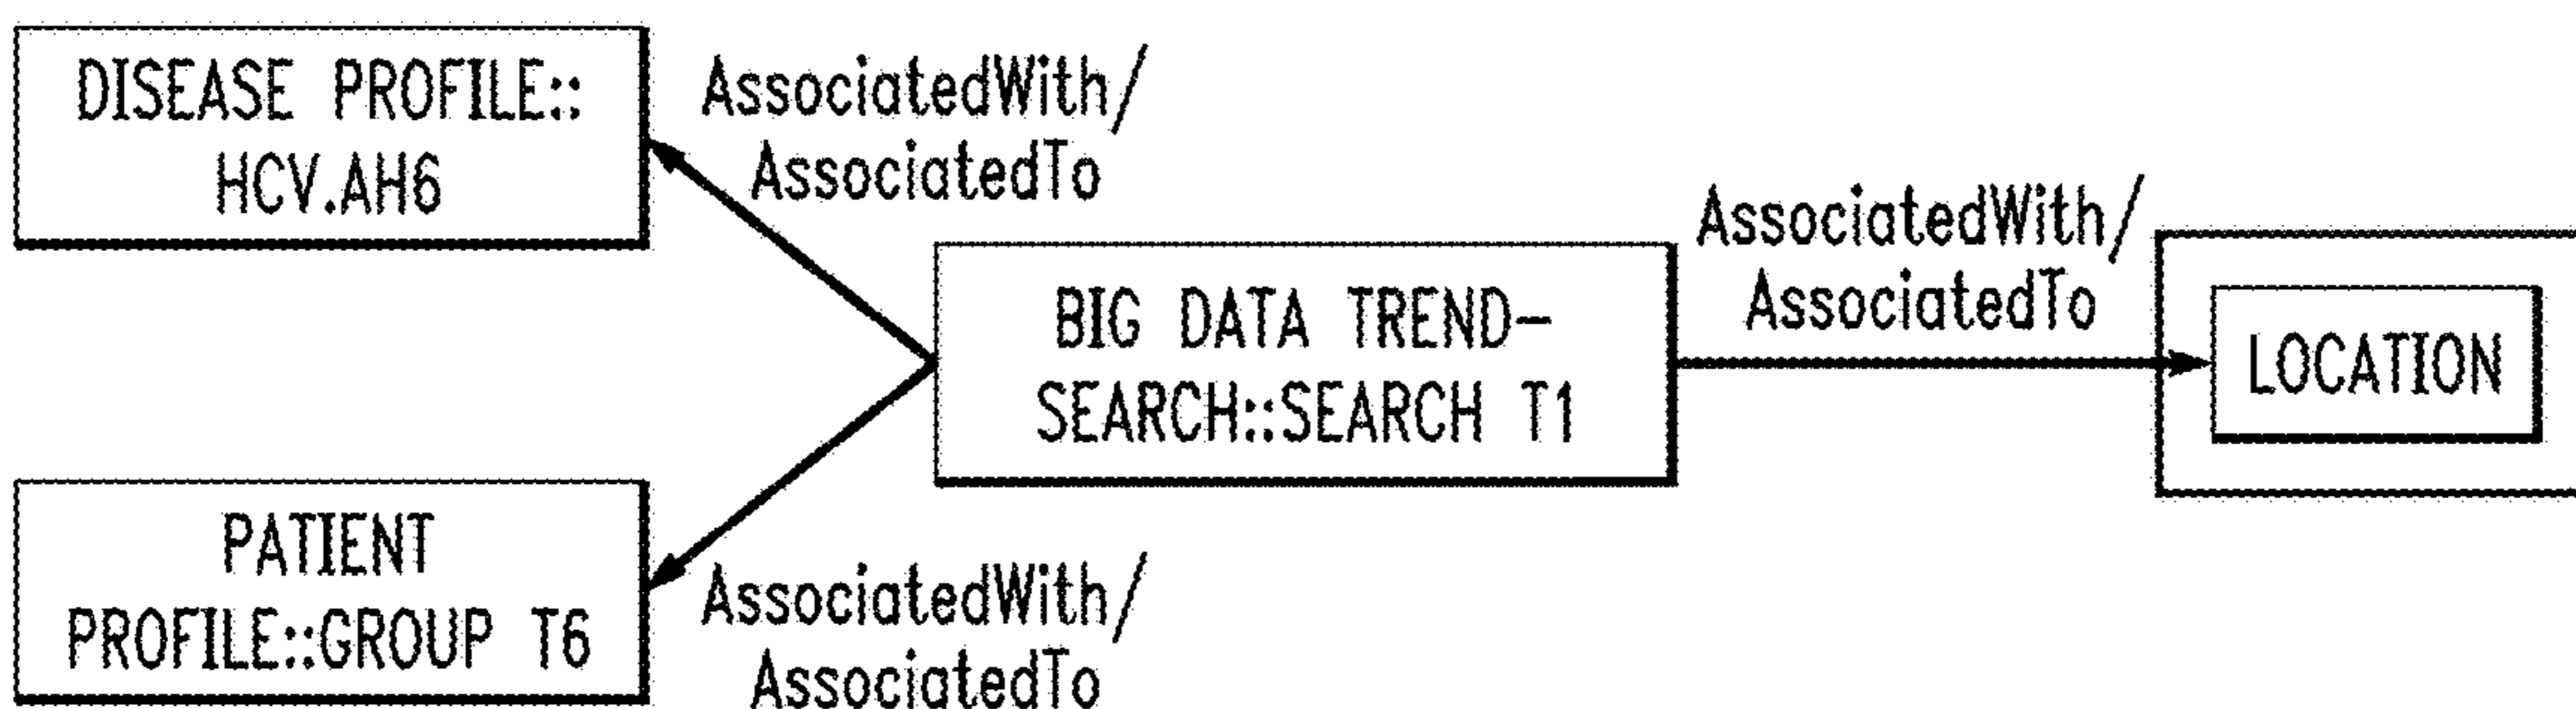 DISEASE PROFILE::
HCV.AH6
AssociatedWith/
AssociatedTo
BIG DATA TREND-
SEARCH::SEARCH T1
AssociatedWith/
AssociatedTo
LOCATION
PATIENT
PROFILE::GROUP T6
AssociatedWith/
AssociatedTo